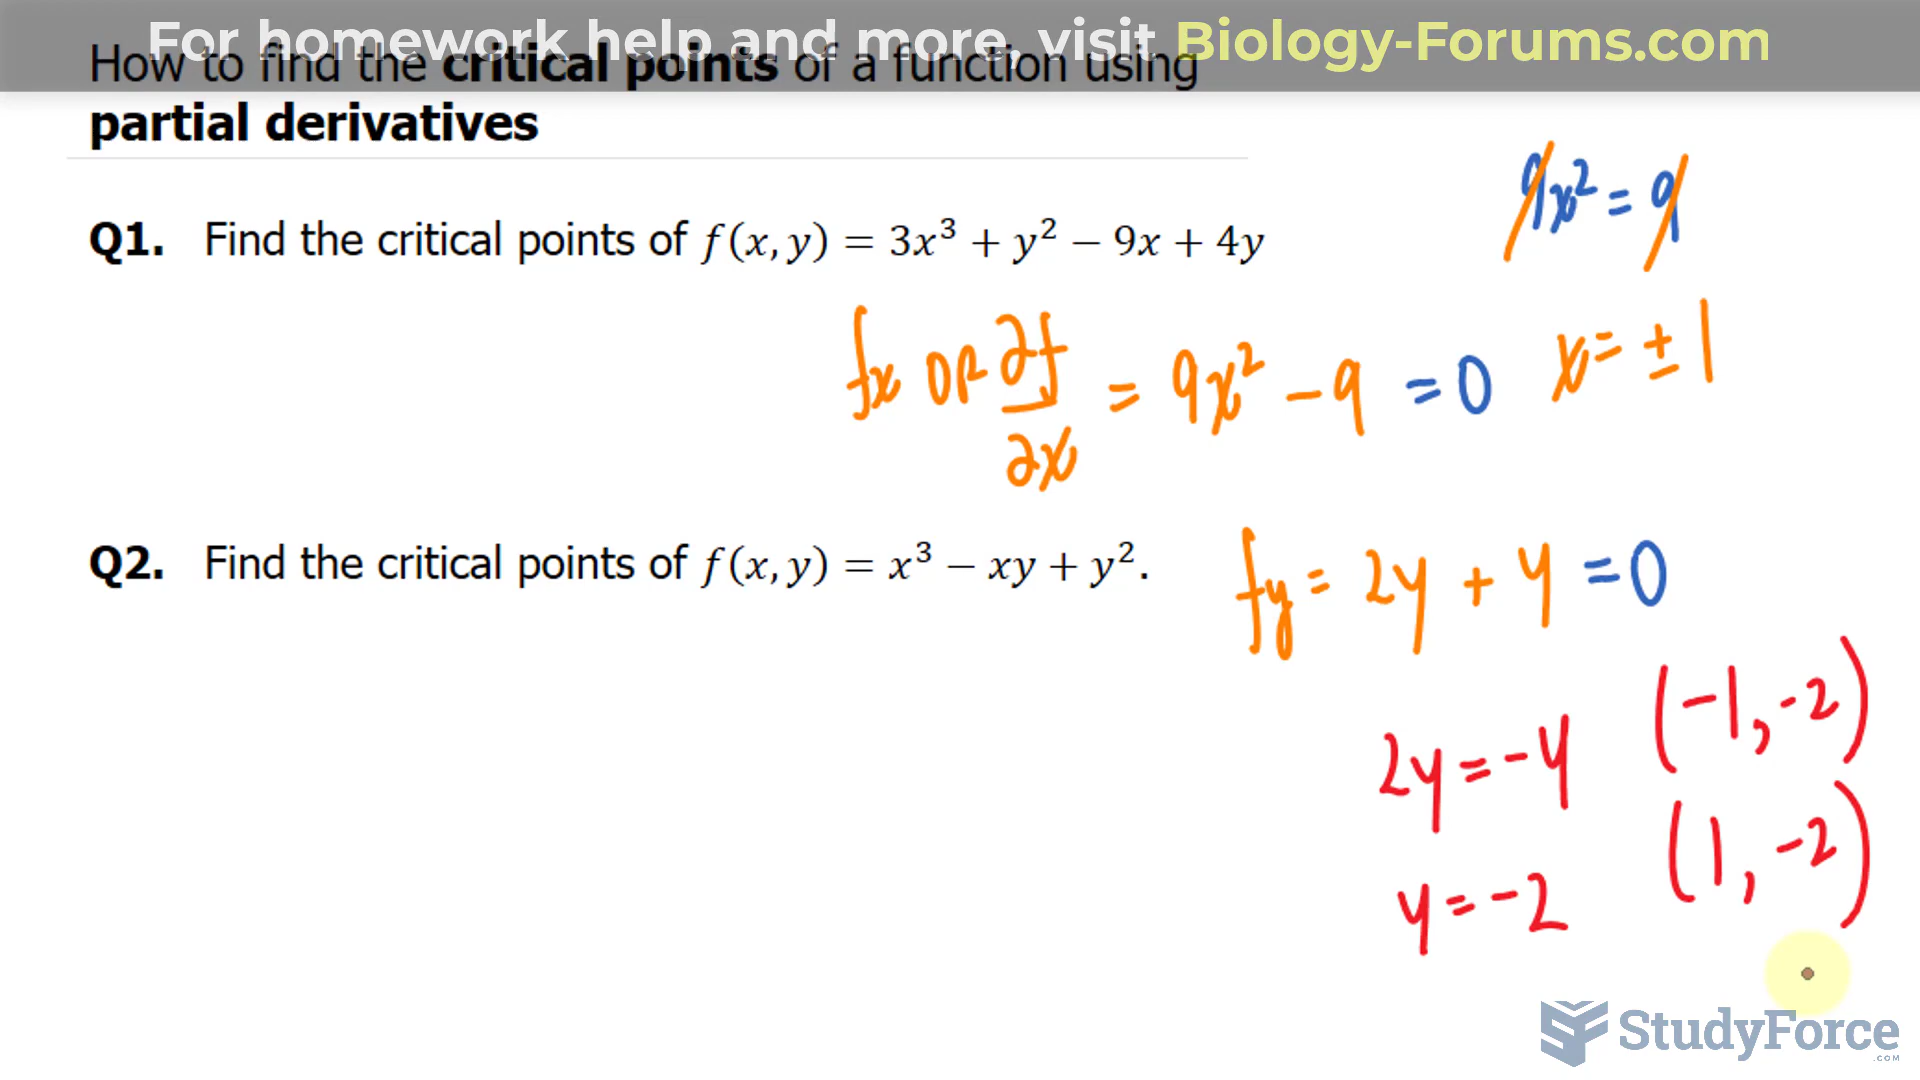 For homework help and more, visit Biology-Forums.com
How to find the critical points of a function using
partial derivatives
9x² = 9
Q1. Find the critical points of f(x, y) = 3x³ + y² − 9x + 4y
fx OR ∂f/∂x = 9x² - 9 = 0
x = ± 1
Q2. Find the critical points of f(x, y) = x³ − xy + y².
fy = 2y + 4 = 0
(-1, -2)
2y = -4
(1, -2)
y = -2
StudyForce
.COM